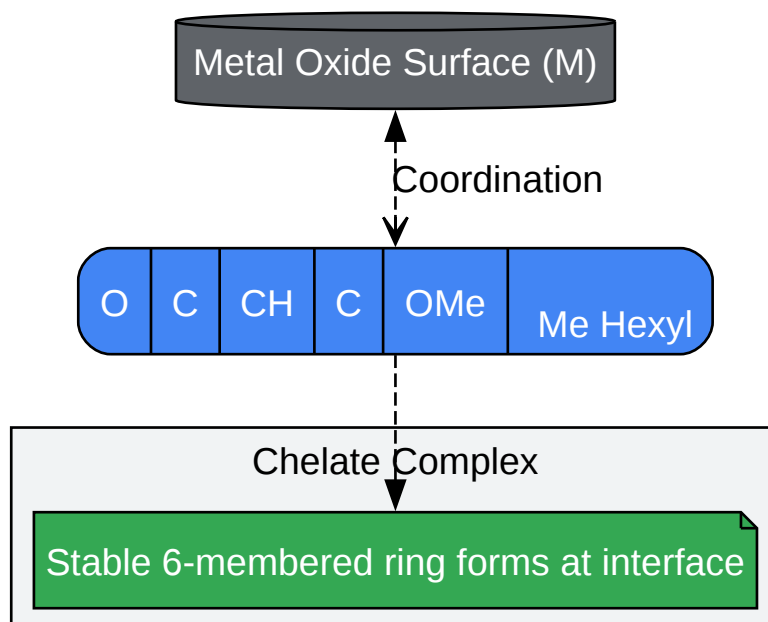 Metal Oxide Surface (M)
Coordination
O C CH C OMe Me Hexyl
Chelate Complex
Stable 6-membered ring forms at interface